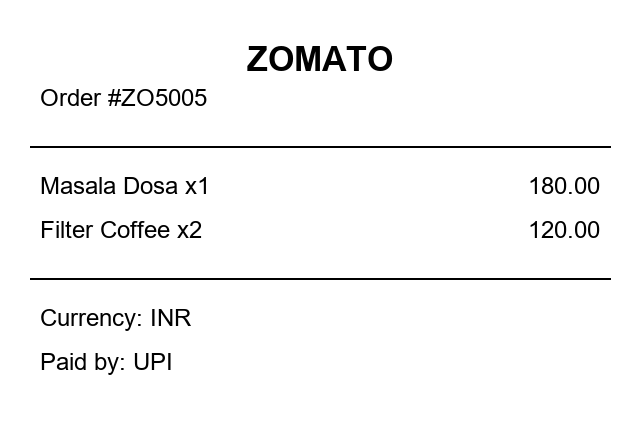 ZOMATO
Order #ZO5005
Masala Dosa x1 180.00
Filter Coffee x2 120.00
Currency: INR
Paid by: UPI